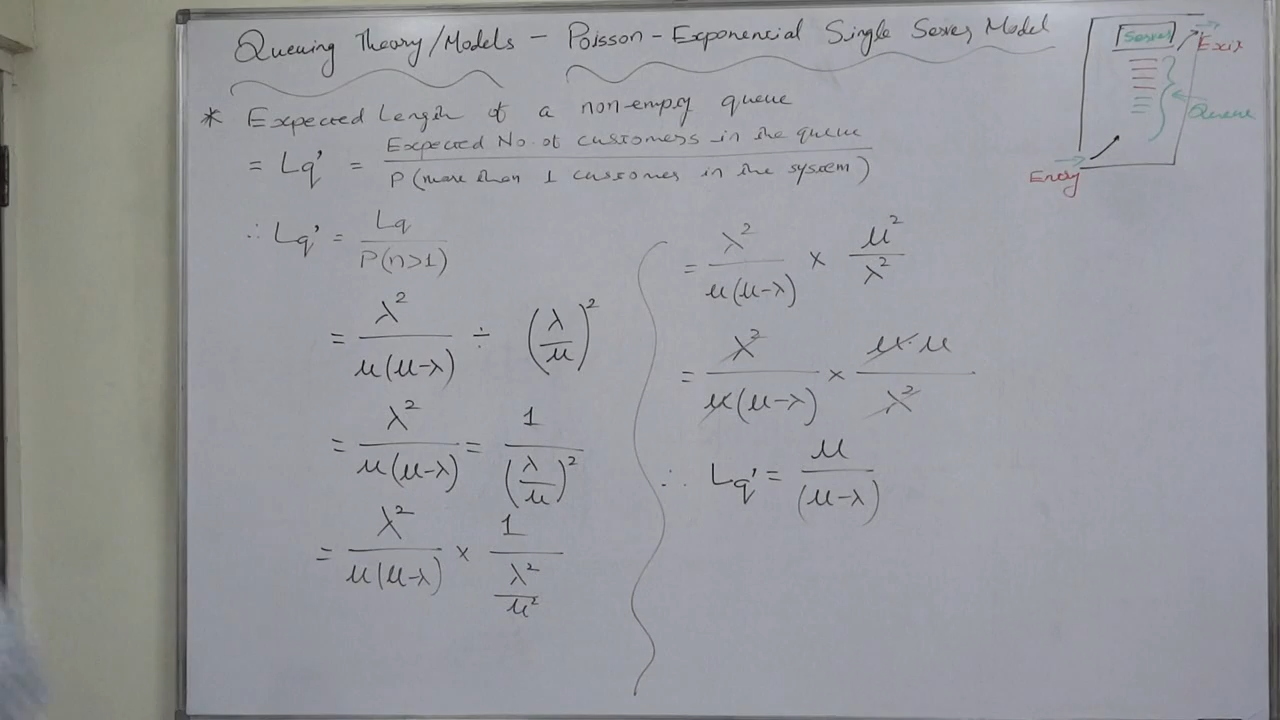 Queuing Theory/Models - Poisson-Exponencial Single Server Model
* Expected Length of a non-empty queue
= Lq' = Expected No. of customers in the queue / P(more than 1 customer in the system)
∴ Lq' = Lq / P(n>1)
= λ² / μ(μ-λ) ÷ (λ/μ)²
= λ² / μ(μ-λ) = 1 / (λ/μ)²
= λ² / μ(μ-λ) × 1 / (λ²/μ²)
= λ² / μ(μ-λ) × μ² / λ²
= λ² / μ(μ-λ) × μ·μ / λ²
∴ Lq' = μ / (μ-λ)
Server
Exit
Queue
Entry